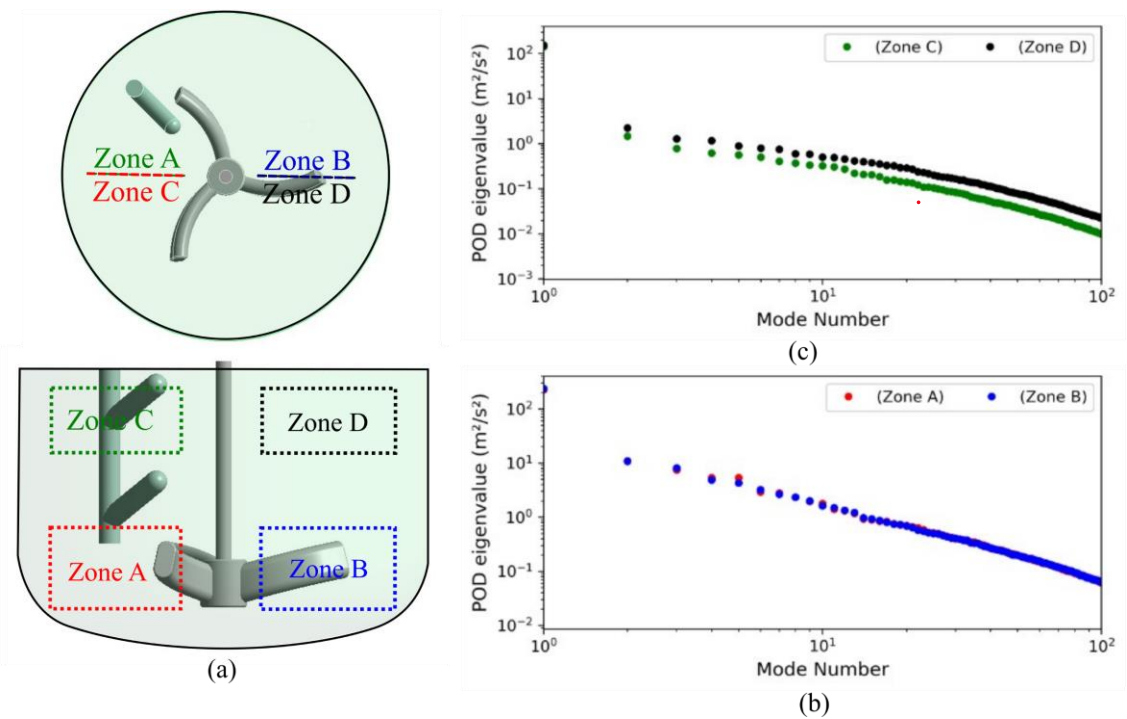 Zone A
Zone B
Zone C
Zone D
Zone C
Zone D
Zone A
Zone B
(a)
POD eigenvalue (m²/s²)
10²
10¹
10⁰
10⁻¹
10⁻²
10⁻³
(Zone C) (Zone D)
10⁰ 10¹ 10²
Mode Number
(c)
POD eigenvalue (m²/s²)
10²
10¹
10⁰
10⁻¹
10⁻²
(Zone A) (Zone B)
10⁰ 10¹ 10²
Mode Number
(b)